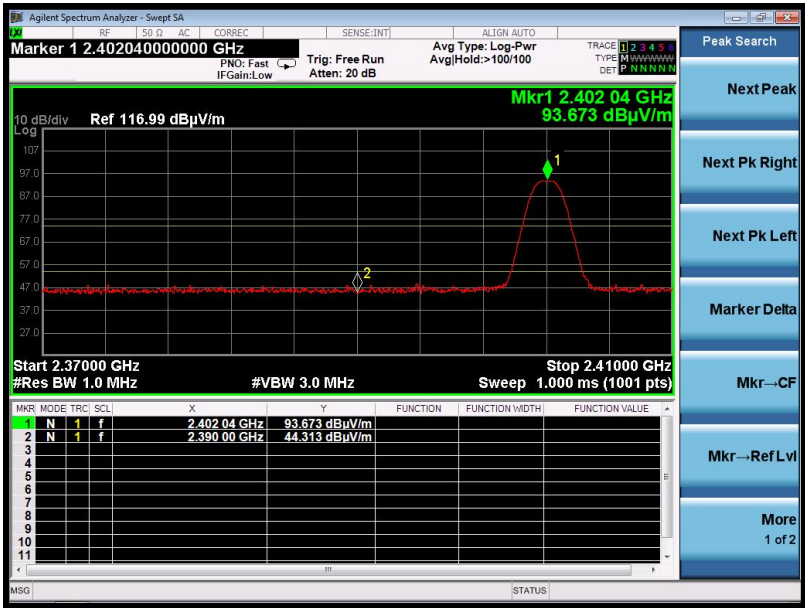 Agilent Spectrum Analyzer - Swept SA
RF 50 Ω AC CORREC SENSE:INT ALIGN AUTO
Marker 1 2.402040000000 GHz
PNO: Fast
IFGain:Low
Trig: Free Run
Atten: 20 dB
Avg Type: Log-Pwr
Avg|Hold:>100/100
TRACE 1 2 3 4 5 6
TYPE M WWWWW
DET P N N N N N
Mkr1 2.402 04 GHz
93.673 dBµV/m
10 dB/div Ref 116.99 dBµV/m
Log
107
97.0
87.0
77.0
67.0
57.0
47.0
37.0
27.0
1
2
Start 2.37000 GHz Stop 2.41000 GHz
#Res BW 1.0 MHz #VBW 3.0 MHz Sweep 1.000 ms (1001 pts)
MKR MODE TRC SCL X Y FUNCTION FUNCTION WIDTH FUNCTION VALUE
1 N 1 f 2.402 04 GHz 93.673 dBµV/m
2 N 1 f 2.390 00 GHz 44.313 dBµV/m
3
4
5
6
7
8
9
10
11
MSG STATUS
Peak Search
Next Peak
Next Pk Right
Next Pk Left
Marker Delta
Mkr→CF
Mkr→Ref Lvl
More
1 of 2